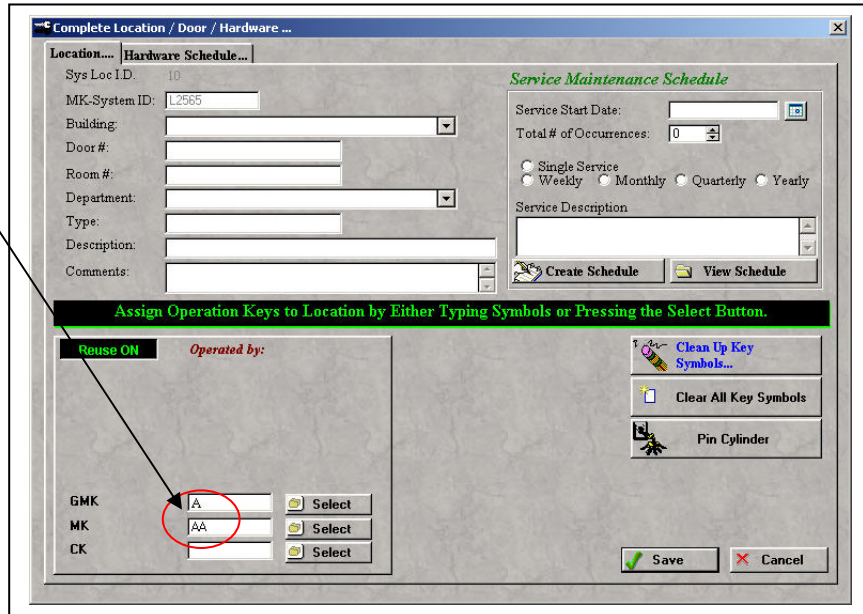 Complete Location / Door / Hardware ...
Location.... Hardware Schedule...
Sys Loc I.D. 10
MK-System ID: L2565
Building:
Door #:
Room #:
Department:
Type:
Description:
Comments:
Service Maintenance Schedule
Service Start Date:
Total # of Occurrences: 0
Single Service
Weekly Monthly Quarterly Yearly
Service Description
Create Schedule View Schedule
Assign Operation Keys to Location by Either Typing Symbols or Pressing the Select Button.
Reuse ON Operated by:
Clean Up Key
Symbols...
Clear All Key Symbols
Pin Cylinder
GMK A Select
MK AA Select
CK Select
Save Cancel